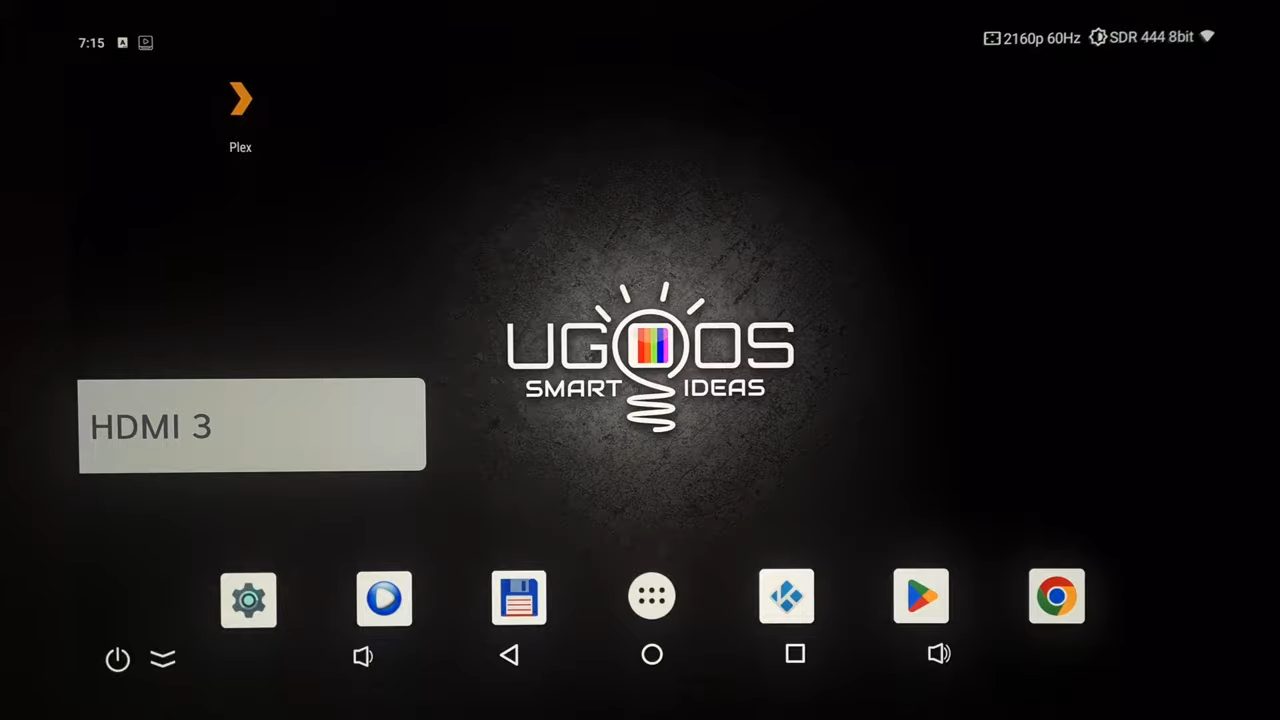 7:15
2160p 60Hz SDR 444 8bit
Plex
UGOOS
SMART IDEAS
HDMI 3